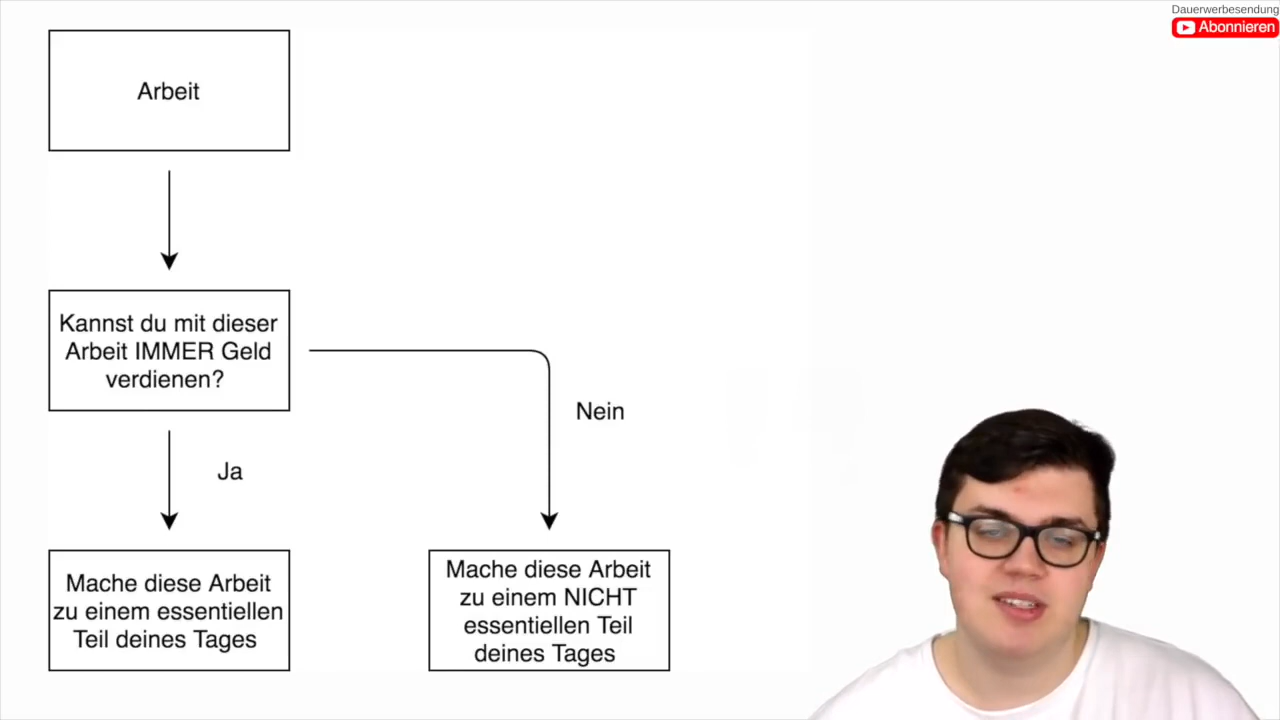 Dauerwerbesendung
Abonnieren
Arbeit
Kannst du mit dieser
Arbeit IMMER Geld
verdienen?
Nein
Ja
Mache diese Arbeit
zu einem essentiellen
Teil deines Tages
Mache diese Arbeit
zu einem NICHT
essentiellen Teil
deines Tages